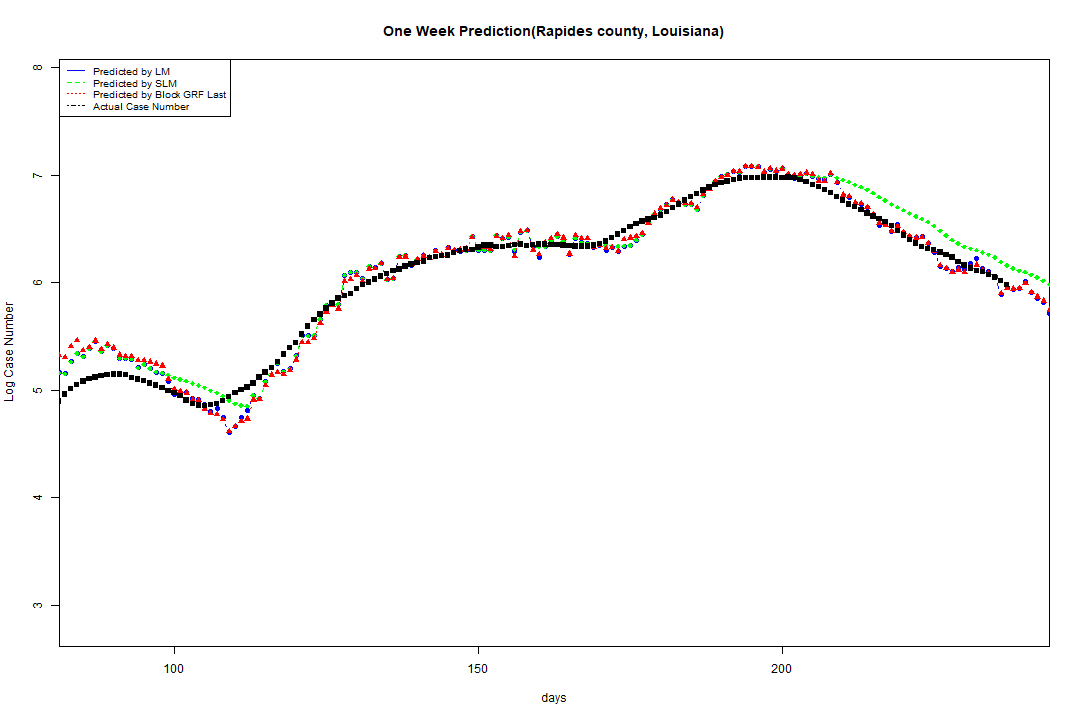 One Week Prediction(Rapides county, Louisiana)
Predicted by LM
Predicted by SLM
Predicted by Block GRF Last
Actual Case Number
8
7
6
5
4
3
Log Case Number
100 150 200
days